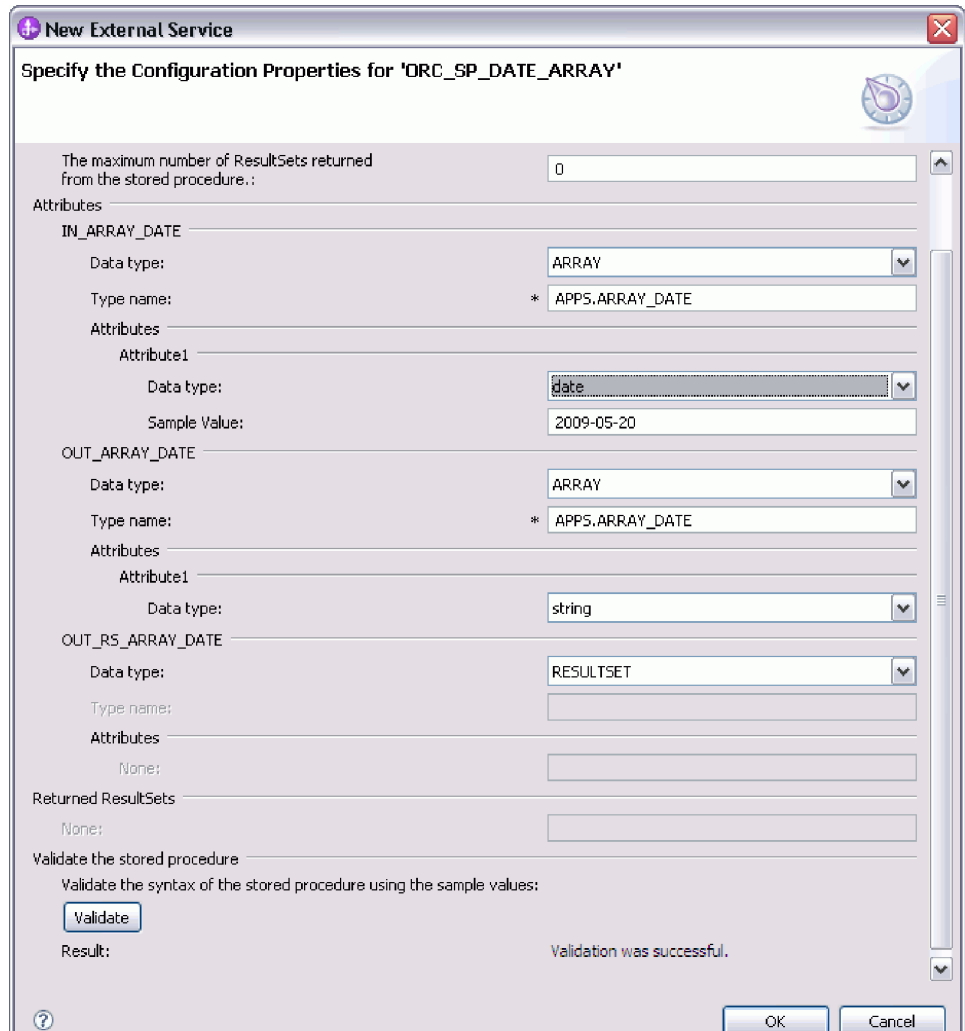 New External Service
Specify the Configuration Properties for 'ORC_SP_DATE_ARRAY'
The maximum number of ResultSets returned
from the stored procedure.:
0
Attributes
IN_ARRAY_DATE
Data type:
ARRAY
Type name:
* APPS.ARRAY_DATE
Attributes
Attribute1
Data type:
date
Sample Value:
2009-05-20
OUT_ARRAY_DATE
Data type:
ARRAY
Type name:
* APPS.ARRAY_DATE
Attributes
Attribute1
Data type:
string
OUT_RS_ARRAY_DATE
Data type:
RESULTSET
Type name:
Attributes
None:
Returned ResultSets
None:
Validate the stored procedure
Validate the syntax of the stored procedure using the sample values:
Validate
Result:
Validation was successful.
?
OK
Cancel